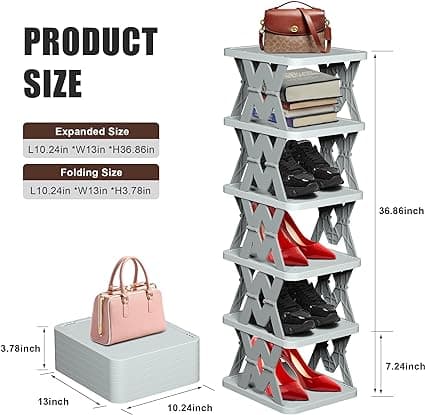 PRODUCT
SIZE
Expanded Size
L10.24in *W13in *H36.86in
Folding Size
L10.24in *W13in *H3.78in
36.86inch
7.24inch
3.78inch
13inch
10.24inch